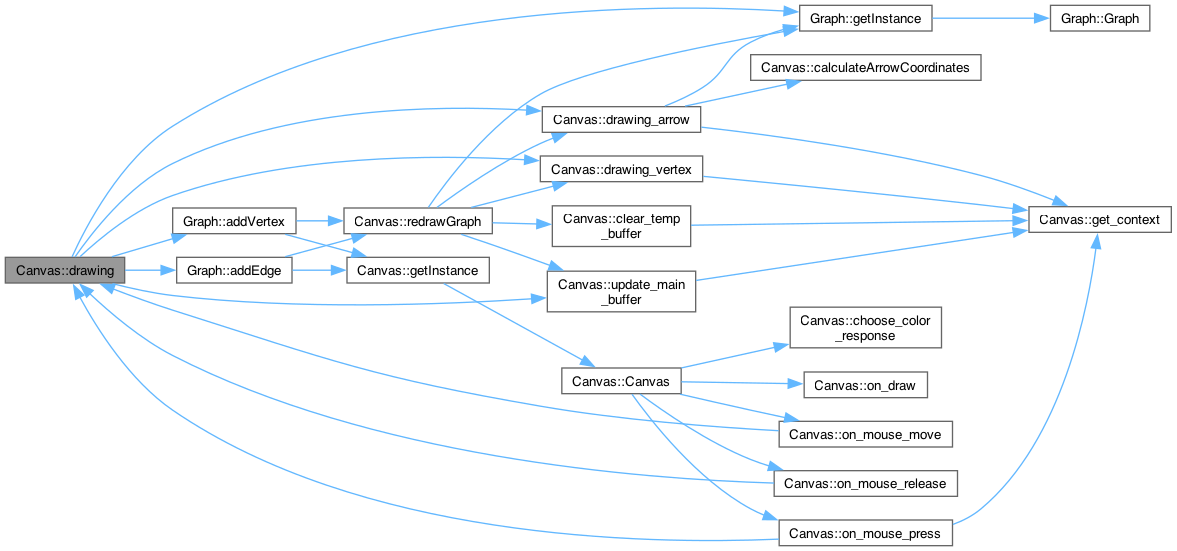 Graph::getInstance
Graph::Graph
Canvas::calculateArrowCoordinates
Canvas::drawing_arrow
Canvas::drawing_vertex
Graph::addVertex
Canvas::redrawGraph
Canvas::clear_temp
_buffer
Canvas::get_context
Canvas::drawing
Graph::addEdge
Canvas::getInstance
Canvas::update_main
_buffer
Canvas::choose_color
_response
Canvas::Canvas
Canvas::on_draw
Canvas::on_mouse_move
Canvas::on_mouse_release
Canvas::on_mouse_press